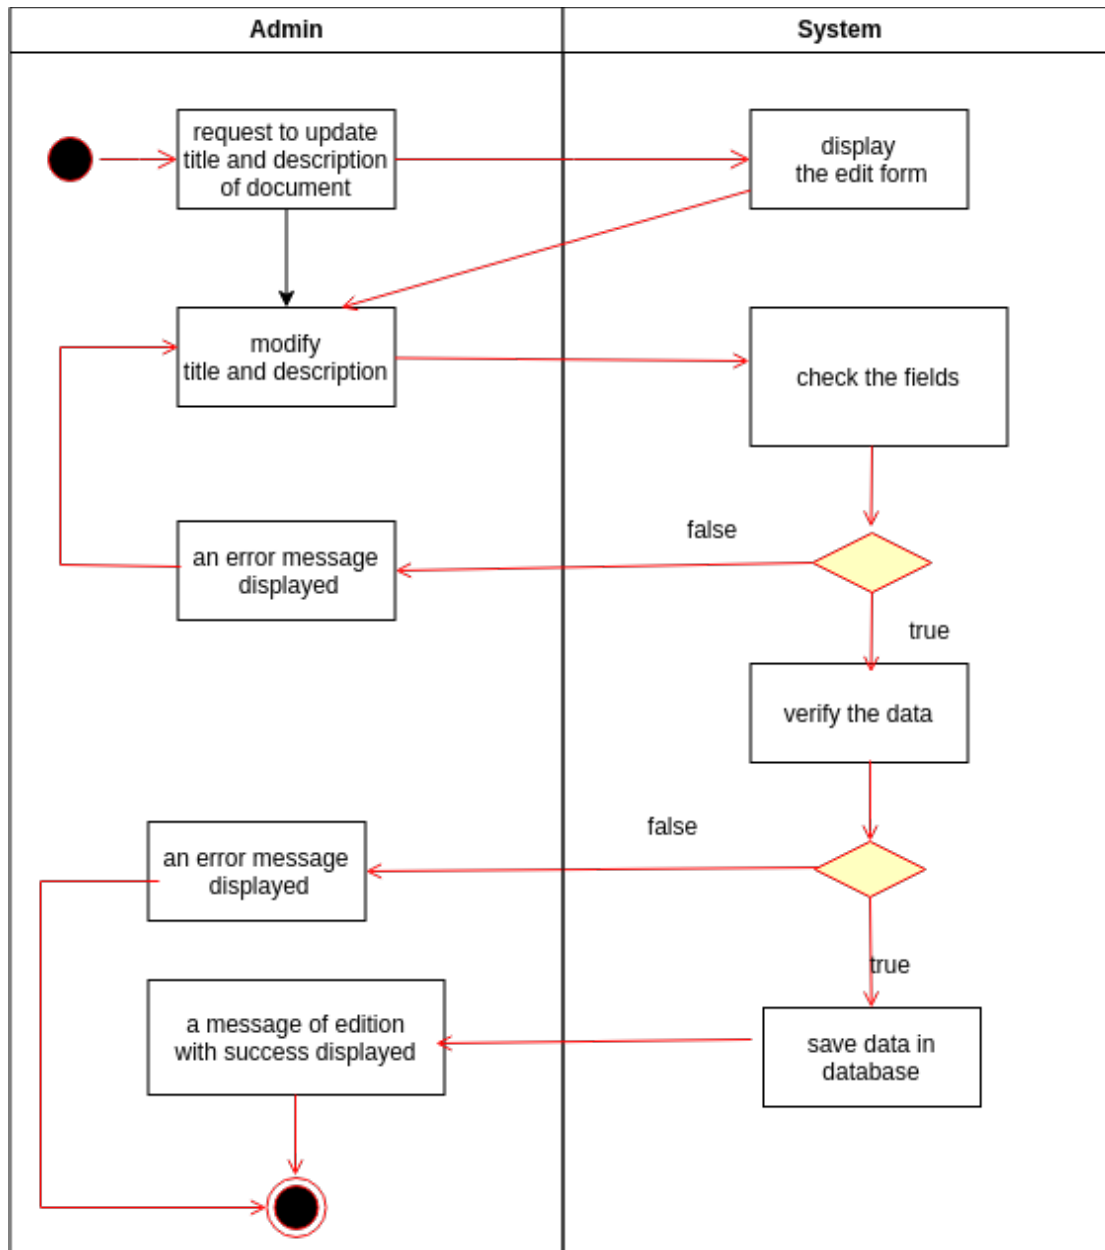 Admin
System
request to update
title and description
of document
display
the edit form
modify
title and description
check the fields
false
an error message
displayed
true
verify the data
false
an error message
displayed
true
a message of edition
with success displayed
save data in
database